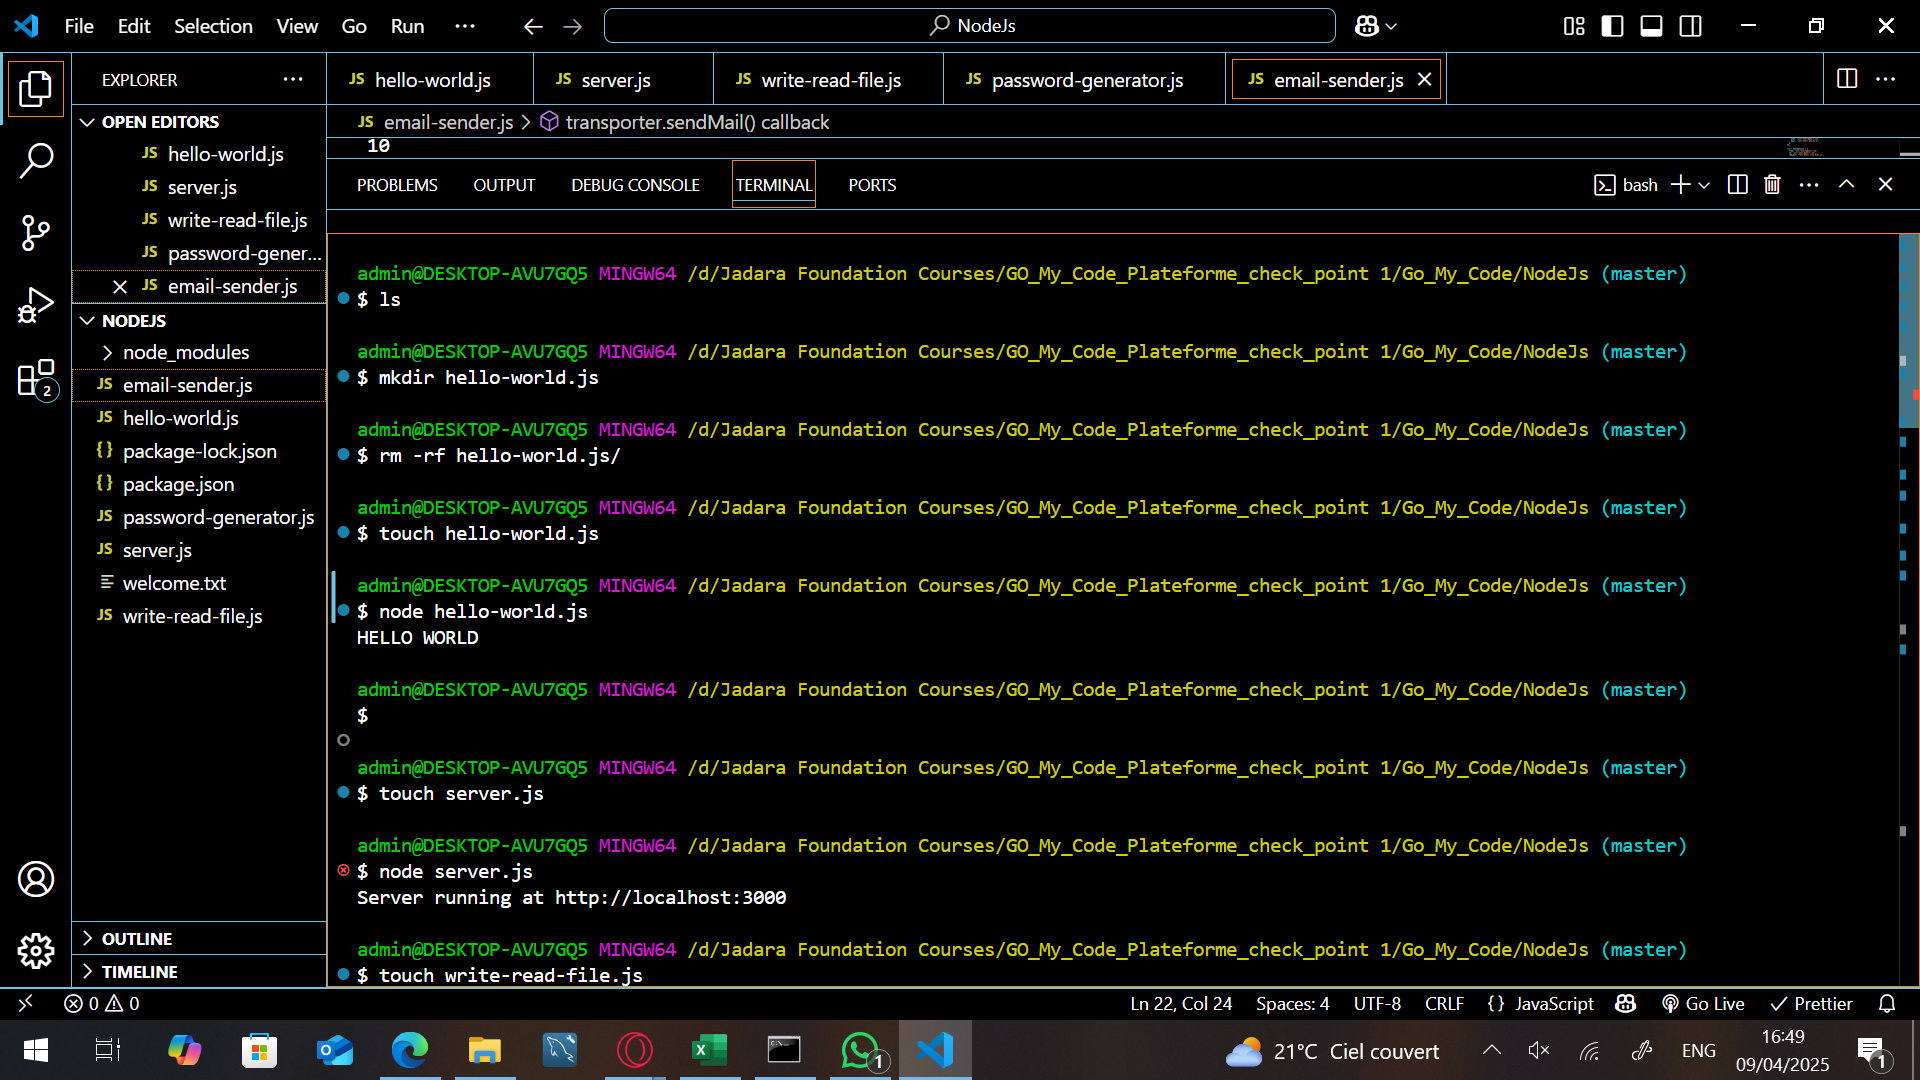 File Edit Selection View Go Run ··· NodeJs
EXPLORER ···
OPEN EDITORS
JS hello-world.js
JS server.js
JS write-read-file.js
JS password-gener...
JS email-sender.js
NODEJS
node_modules
JS email-sender.js
JS hello-world.js
{} package-lock.json
{} package.json
JS password-generator.js
JS server.js
welcome.txt
JS write-read-file.js
OUTLINE
TIMELINE
2
JS hello-world.js JS server.js JS write-read-file.js JS password-generator.js JS email-sender.js
JS email-sender.js > transporter.sendMail() callback
10
PROBLEMS OUTPUT DEBUG CONSOLE TERMINAL PORTS bash
admin@DESKTOP-AVU7GQ5 MINGW64 /d/Jadara Foundation Courses/GO_My_Code_Plateforme_check_point 1/Go_My_Code/NodeJs (master)
$ ls
admin@DESKTOP-AVU7GQ5 MINGW64 /d/Jadara Foundation Courses/GO_My_Code_Plateforme_check_point 1/Go_My_Code/NodeJs (master)
$ mkdir hello-world.js
admin@DESKTOP-AVU7GQ5 MINGW64 /d/Jadara Foundation Courses/GO_My_Code_Plateforme_check_point 1/Go_My_Code/NodeJs (master)
$ rm -rf hello-world.js/
admin@DESKTOP-AVU7GQ5 MINGW64 /d/Jadara Foundation Courses/GO_My_Code_Plateforme_check_point 1/Go_My_Code/NodeJs (master)
$ touch hello-world.js
admin@DESKTOP-AVU7GQ5 MINGW64 /d/Jadara Foundation Courses/GO_My_Code_Plateforme_check_point 1/Go_My_Code/NodeJs (master)
$ node hello-world.js
HELLO WORLD
admin@DESKTOP-AVU7GQ5 MINGW64 /d/Jadara Foundation Courses/GO_My_Code_Plateforme_check_point 1/Go_My_Code/NodeJs (master)
$
admin@DESKTOP-AVU7GQ5 MINGW64 /d/Jadara Foundation Courses/GO_My_Code_Plateforme_check_point 1/Go_My_Code/NodeJs (master)
$ touch server.js
admin@DESKTOP-AVU7GQ5 MINGW64 /d/Jadara Foundation Courses/GO_My_Code_Plateforme_check_point 1/Go_My_Code/NodeJs (master)
$ node server.js
Server running at http://localhost:3000
admin@DESKTOP-AVU7GQ5 MINGW64 /d/Jadara Foundation Courses/GO_My_Code_Plateforme_check_point 1/Go_My_Code/NodeJs (master)
$ touch write-read-file.js
0 0 Ln 22, Col 24 Spaces: 4 UTF-8 CRLF {} JavaScript Go Live Prettier
1 21°C Ciel couvert ENG 16:49
09/04/2025 1